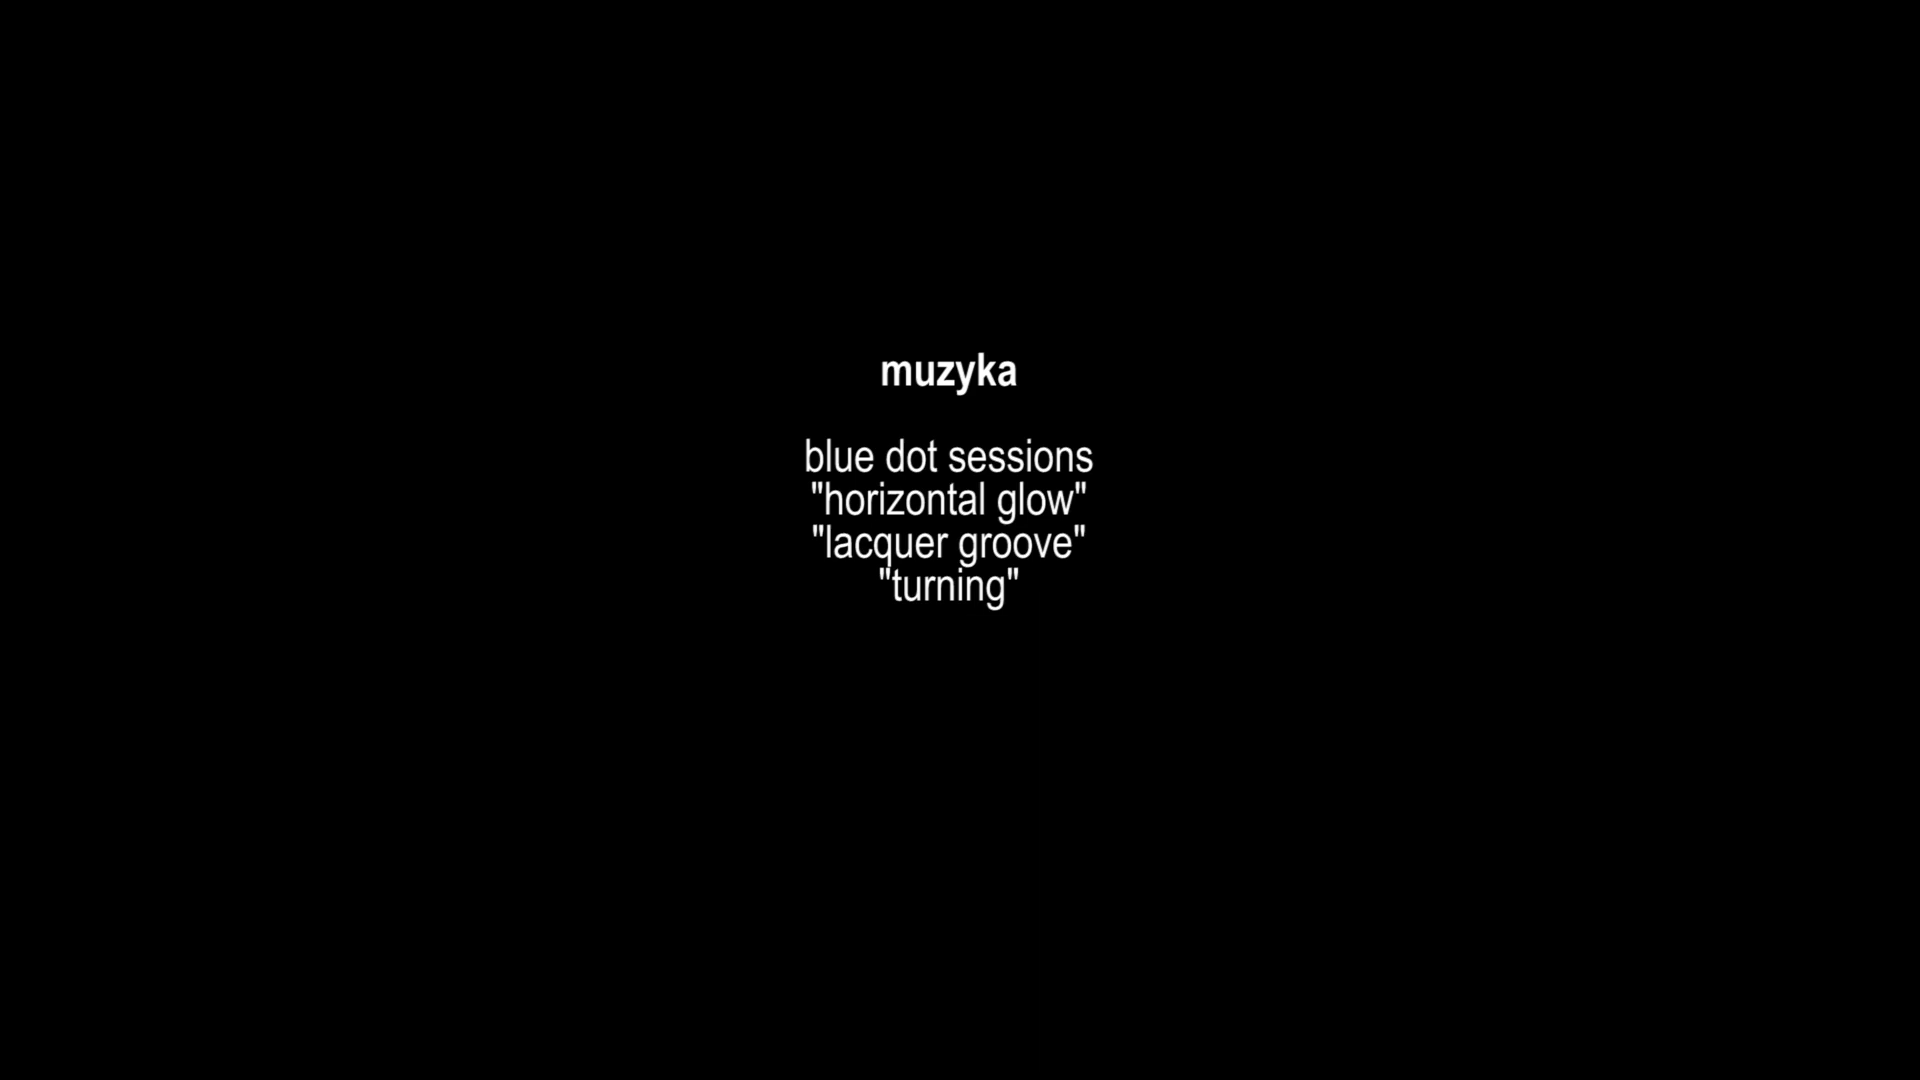 muzyka
blue dot sessions
"horizontal glow"
"lacquer groove"
"turning"